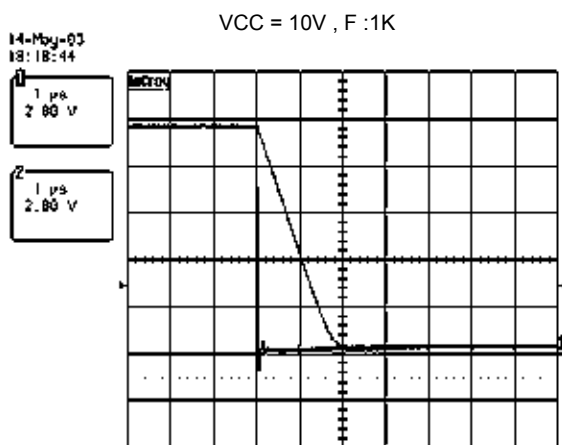 VCC = 10V , F :1K
14-May-03
18:18:44
LeCroy
1
1 µs
2.00 V
2
1 µs
2.00 V